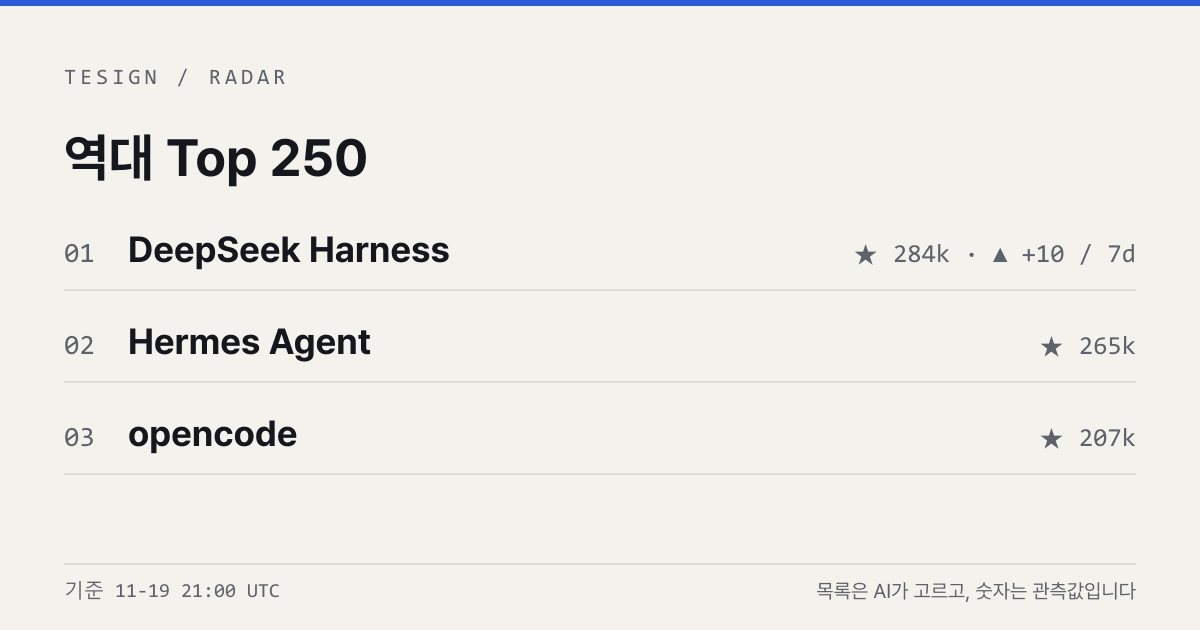 TESIGN / RADAR
역대 Top 250
01 DeepSeek Harness ★ 284k · ▲ +10 / 7d
02 Hermes Agent ★ 265k
03 opencode ★ 207k
기준 11-19 21:00 UTC 목록은 AI가 고르고, 숫자는 관측값입니다